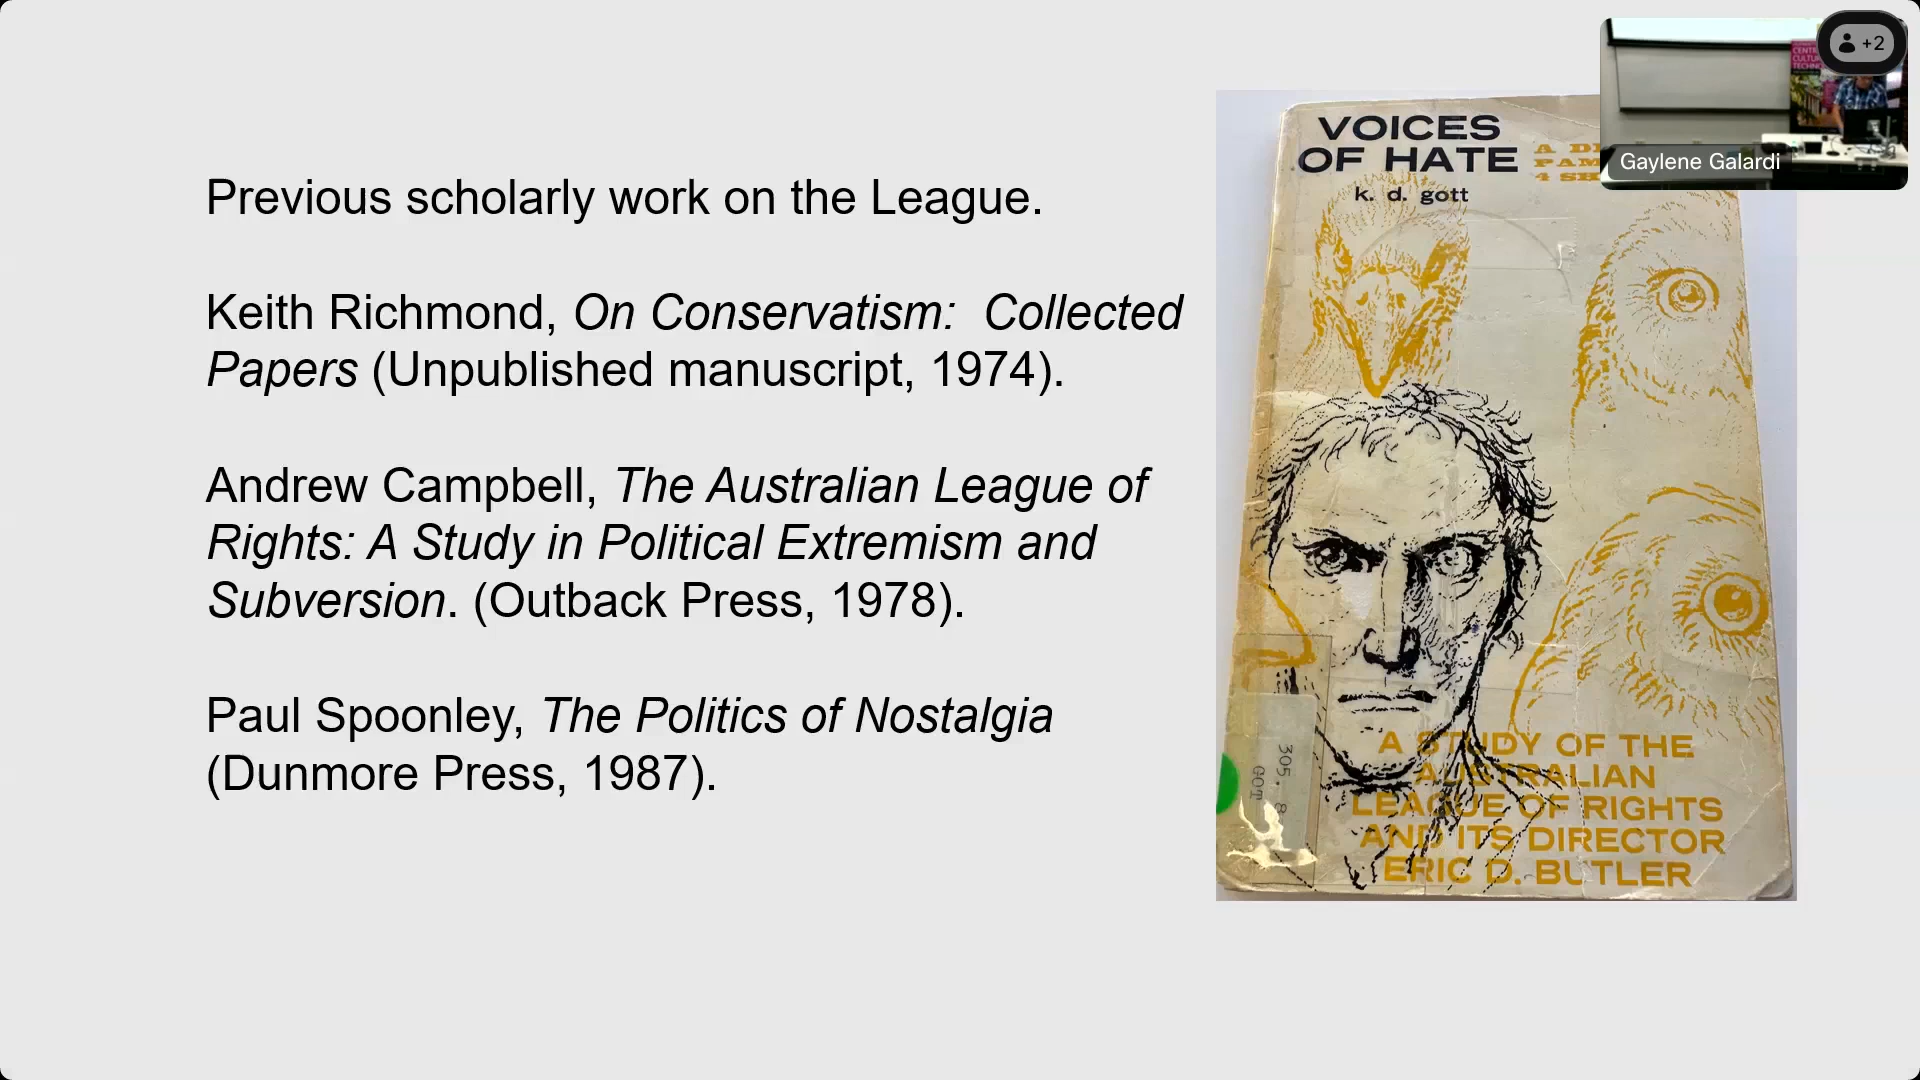 Previous scholarly work on the League.
Keith Richmond, On Conservatism:  Collected
Papers (Unpublished manuscript, 1974).
Andrew Campbell, The Australian League of
Rights: A Study in Political Extremism and
Subversion. (Outback Press, 1978).
Paul Spoonley, The Politics of Nostalgia
(Dunmore Press, 1987).
VOICES
OF HATE
k. d. gott
A STUDY OF THE
AUSTRALIAN
LEAGUE OF RIGHTS
AND ITS DIRECTOR
ERIC D. BUTLER
305.8
GOT
+2
Gaylene Galardi